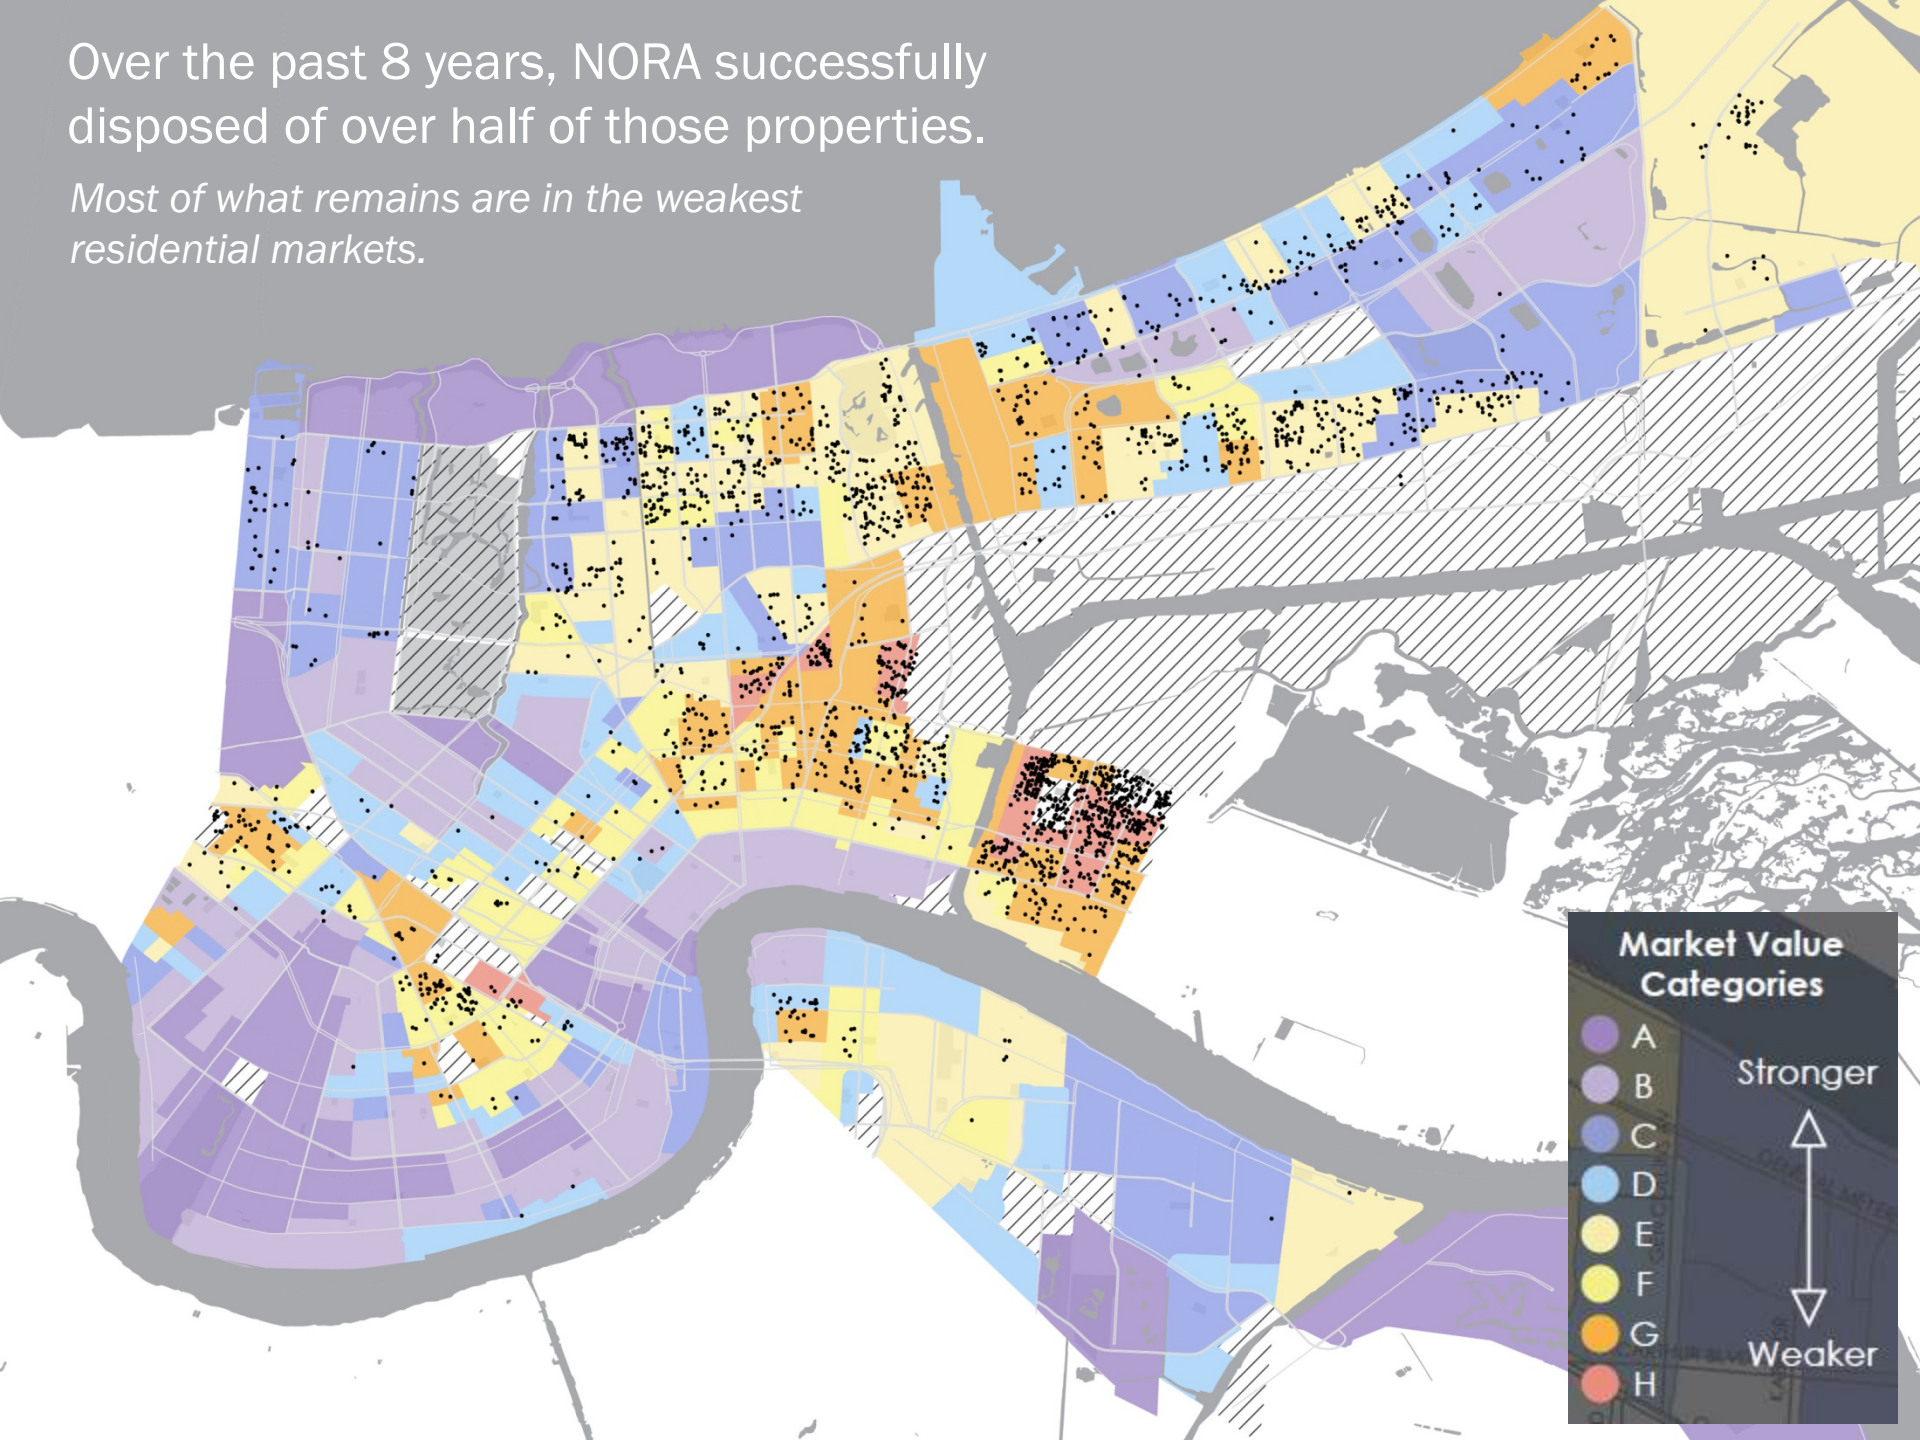 Over the past 8 years, NORA successfully
disposed of over half of those properties.
Most of what remains are in the weakest
residential markets.
Market Value
Categories
A
B
C
D
E
F
G
H
Stronger
Weaker